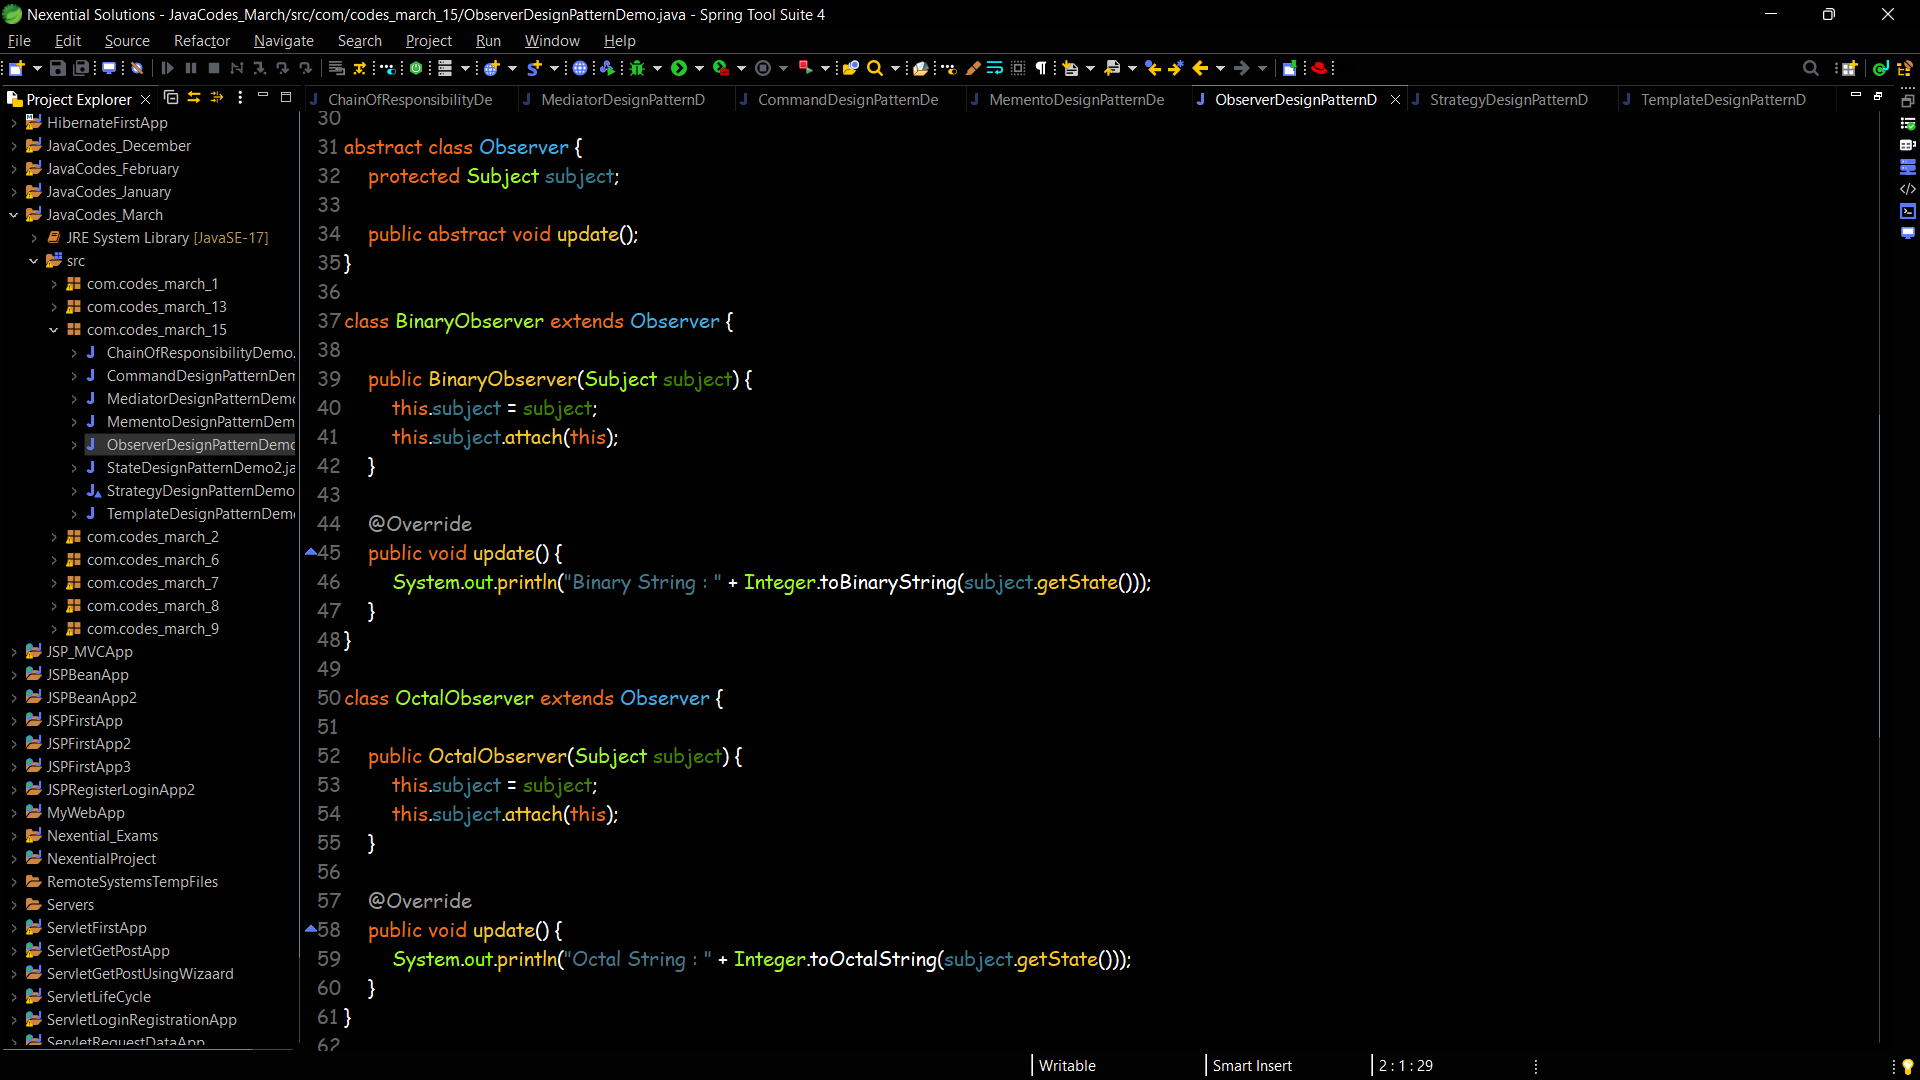 Nexential Solutions - JavaCodes_March/src/com/codes_march_15/ObserverDesignPatternDemo.java - Spring Tool Suite 4
File Edit Source Refactor Navigate Search Project Run Window Help
Project Explorer
ChainOfResponsibilityDe MediatorDesignPatternD CommandDesignPatternDe MementoDesignPatternDe ObserverDesignPatternD StrategyDesignPatternD TemplateDesignPatternD
HibernateFirstApp
JavaCodes_December
JavaCodes_February
JavaCodes_January
JavaCodes_March
JRE System Library [JavaSE-17]
src
com.codes_march_1
com.codes_march_13
com.codes_march_15
ChainOfResponsibilityDemo.
CommandDesignPatternDem
MediatorDesignPatternDemo
MementoDesignPatternDem
ObserverDesignPatternDemo
StateDesignPatternDemo2.ja
StrategyDesignPatternDemo
TemplateDesignPatternDem
com.codes_march_2
com.codes_march_6
com.codes_march_7
com.codes_march_8
com.codes_march_9
JSP_MVCApp
JSPBeanApp
JSPBeanApp2
JSPFirstApp
JSPFirstApp2
JSPFirstApp3
JSPRegisterLoginApp2
MyWebApp
Nexential_Exams
NexentialProject
RemoteSystemsTempFiles
Servers
ServletFirstApp
ServletGetPostApp
ServletGetPostUsingWizaard
ServletLifeCycle
ServletLoginRegistrationApp
ServletRequestDataApp
30
31 abstract class Observer {
32 protected Subject subject;
33
34 public abstract void update();
35 }
36
37 class BinaryObserver extends Observer {
38
39 public BinaryObserver(Subject subject) {
40 this.subject = subject;
41 this.subject.attach(this);
42 }
43
44 @Override
45 public void update() {
46 System.out.println("Binary String : " + Integer.toBinaryString(subject.getState()));
47 }
48 }
49
50 class OctalObserver extends Observer {
51
52 public OctalObserver(Subject subject) {
53 this.subject = subject;
54 this.subject.attach(this);
55 }
56
57 @Override
58 public void update() {
59 System.out.println("Octal String : " + Integer.toOctalString(subject.getState()));
60 }
61 }
62
Writable Smart Insert 2 : 1 : 29